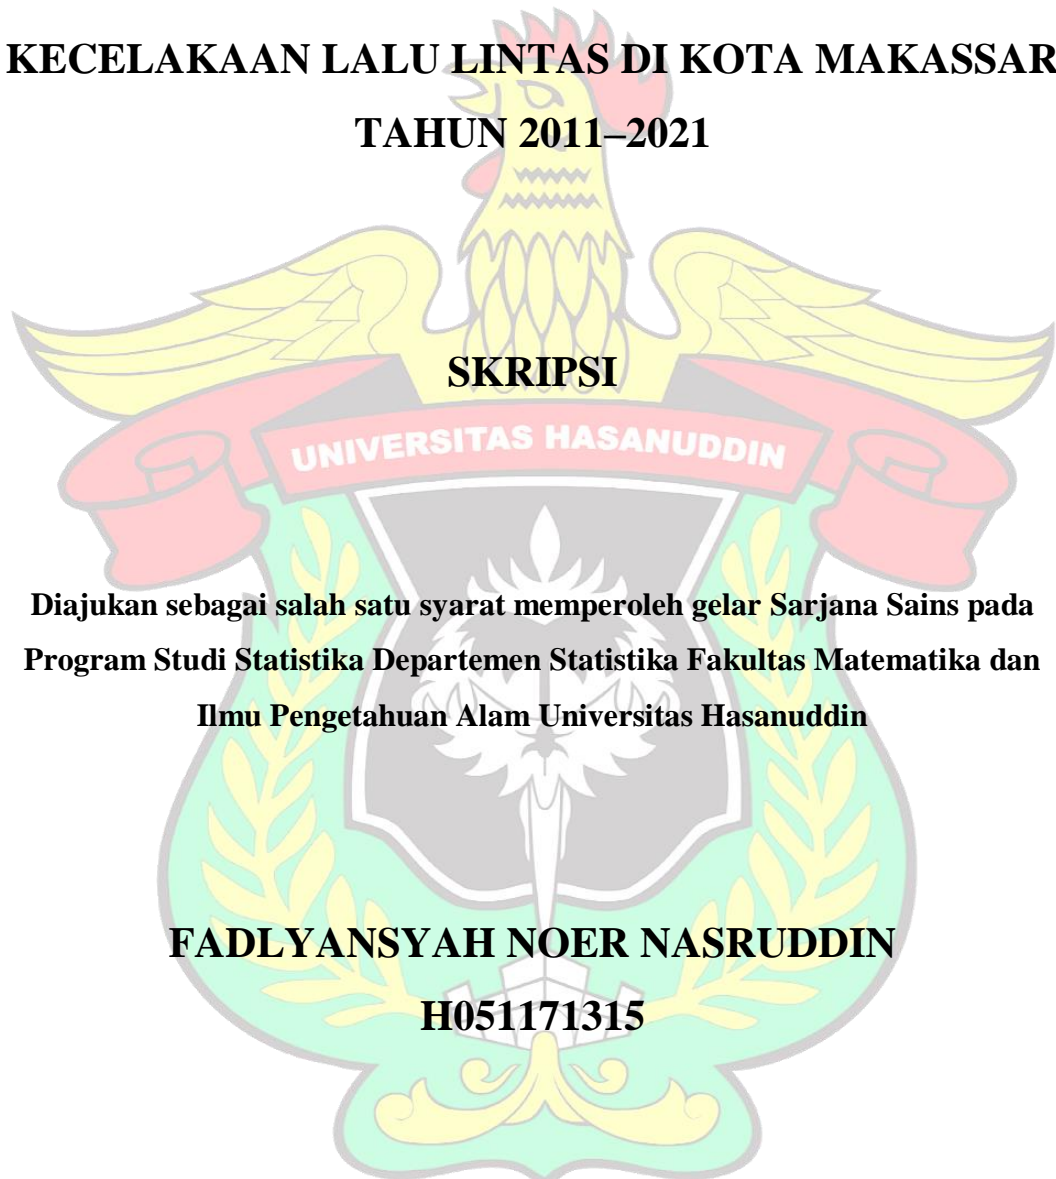 KECELAKAAN LALU LINTAS DI KOTA MAKASSAR
TAHUN 2011–2021
SKRIPSI
UNIVERSITAS HASANUDDIN
Diajukan sebagai salah satu syarat memperoleh gelar Sarjana Sains pada
Program Studi Statistika Departemen Statistika Fakultas Matematika dan
Ilmu Pengetahuan Alam Universitas Hasanuddin
FADLYANSYAH NOER NASRUDDIN
H051171315